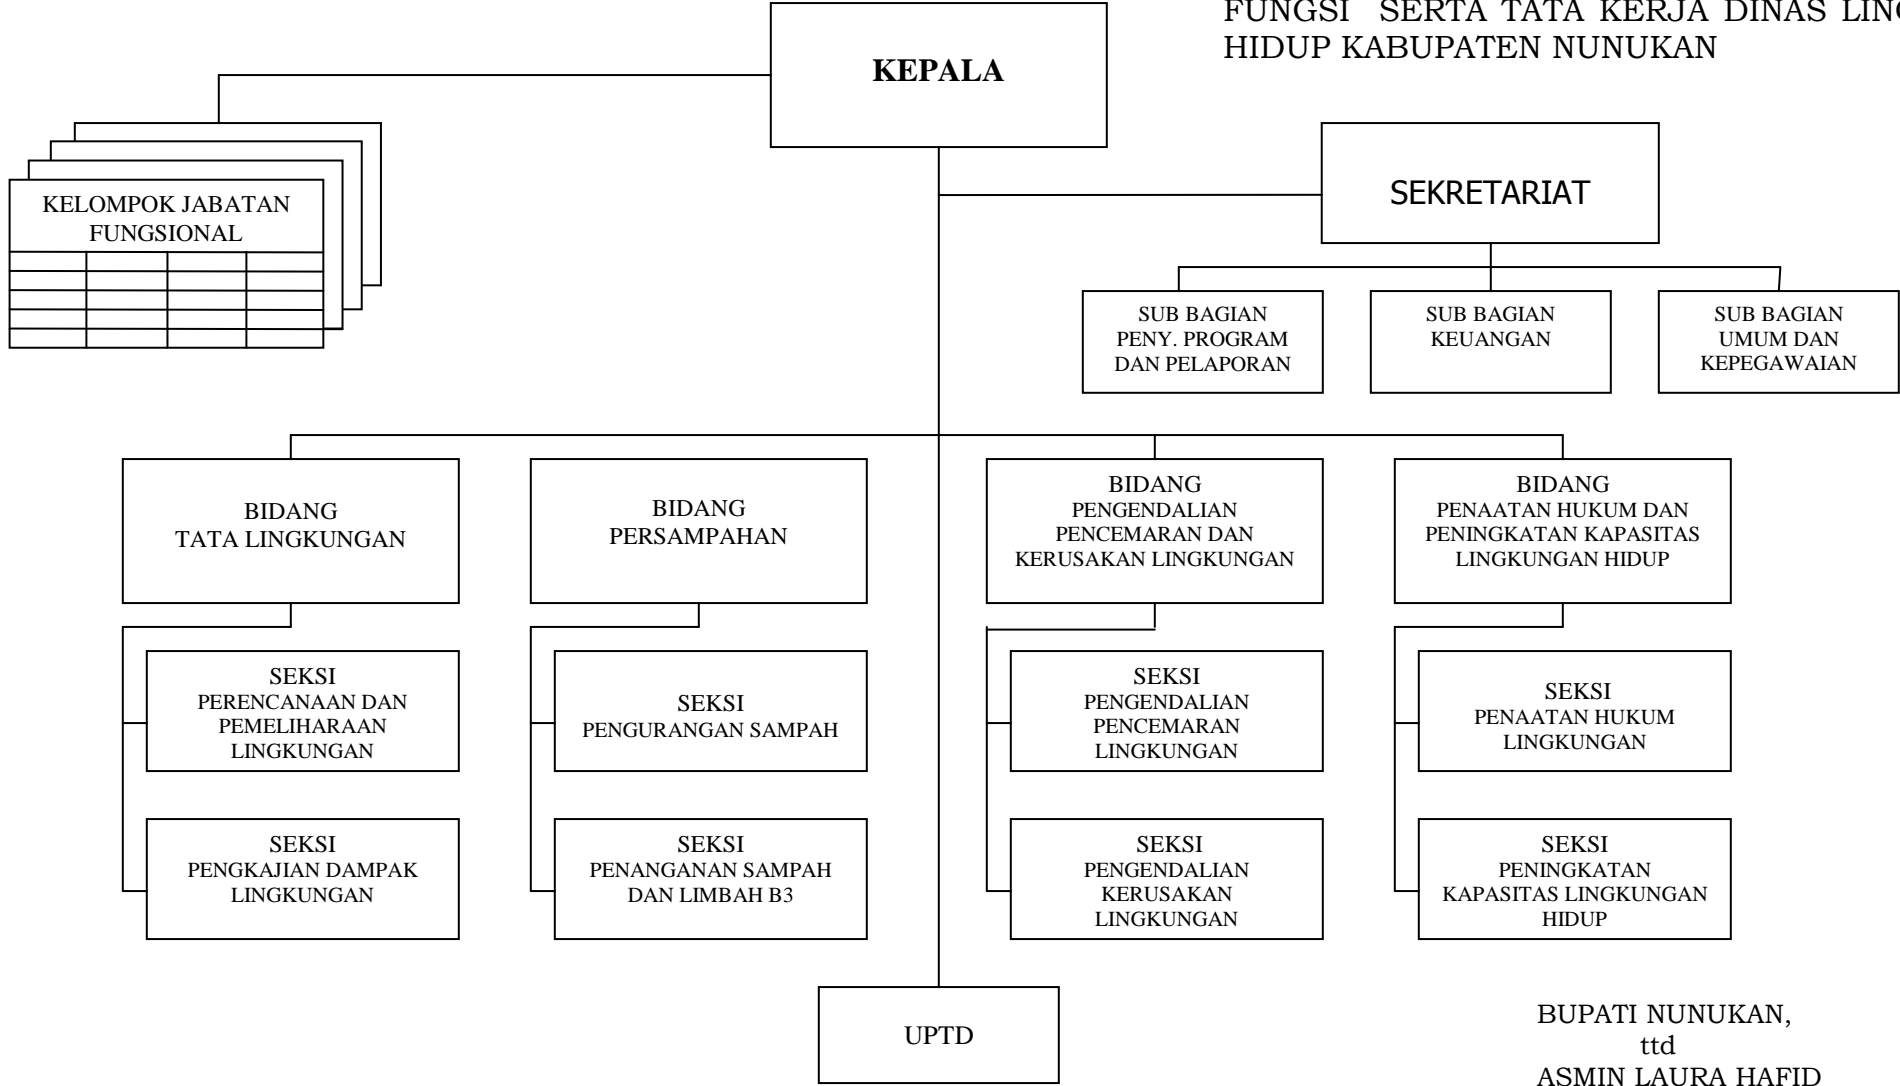 FUNGSI SERTA TATA KERJA DINAS
HIDUP KABUPATEN NUNUKAN
KEPALA
SEKRETARIAT
KELOMPOK JABATAN
FUNGSIONAL
SUB BAGIAN
PENY. PROGRAM
DAN PELAPORAN
SUB BAGIAN
KEUANGAN
SUB BAGIAN
UMUM DAN
KEPEGAWAIAN
BIDANG
TATA LINGKUNGAN
BIDANG
PERSAMPAHAN
BIDANG
PENGENDALIAN
PENCEMARAN DAN
KERUSAKAN LINGKUNGAN
BIDANG
PENAATAN HUKUM DAN
PENINGKATAN KAPASITAS
LINGKUNGAN HIDUP
SEKSI
PERENCANAAN DAN
PEMELIHARAAN
LINGKUNGAN
SEKSI
PENGURANGAN SAMPAH
SEKSI
PENGENDALIAN
PENCEMARAN
LINGKUNGAN
SEKSI
PENAATAN HUKUM
LINGKUNGAN
SEKSI
PENGKAJIAN DAMPAK
LINGKUNGAN
SEKSI
PENANGANAN SAMPAH
DAN LIMBAH B3
SEKSI
PENGENDALIAN
KERUSAKAN
LINGKUNGAN
SEKSI
PENINGKATAN
KAPASITAS LINGKUNGAN
HIDUP
UPTD
BUPATI NUNUKAN,
ttd
ASMIN LAURA HAFID